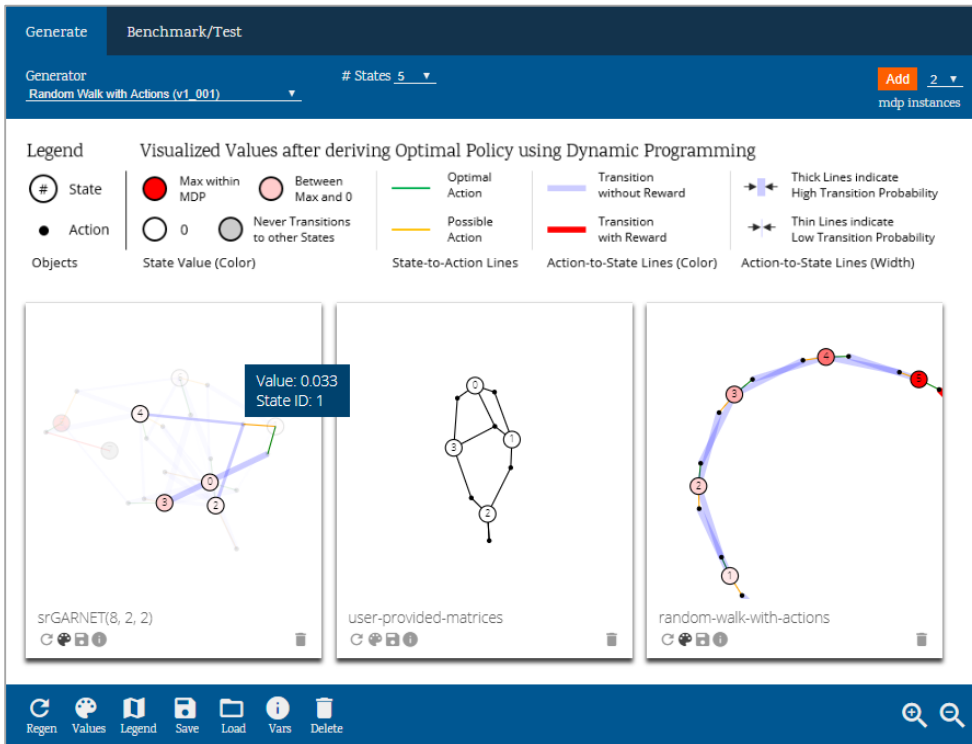 Generate Benchmark/Test
Generator
Random Walk with Actions (v1_001)
# States 5
Add 2
mdp instances
Legend
Visualized Values after deriving Optimal Policy using Dynamic Programming
# State
Action
Objects
Max within
MDP
Between
Max and 0
0
Never Transitions
to other States
State Value (Color)
Optimal
Action
Possible
Action
State-to-Action Lines
Transition
without Reward
Transition
with Reward
Action-to-State Lines (Color)
Thick Lines indicate
High Transition Probability
Thin Lines indicate
Low Transition Probability
Action-to-State Lines (Width)
Value: 0.033
State ID: 1
4
0
3
2
srGARNET(8, 2, 2)
0
1
3
2
user-provided-matrices
4
5
3
2
1
random-walk-with-actions
Regen Values Legend Save Load Vars Delete